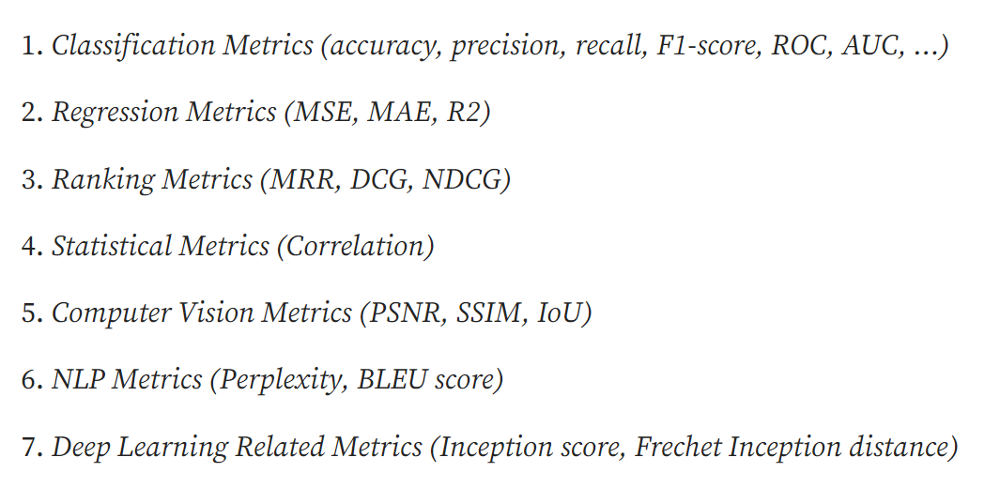 1. Classification Metrics (accuracy, precision, recall, F1-score, ROC, AUC, …)
2. Regression Metrics (MSE, MAE, R2)
3. Ranking Metrics (MRR, DCG, NDCG)
4. Statistical Metrics (Correlation)
5. Computer Vision Metrics (PSNR, SSIM, IoU)
6. NLP Metrics (Perplexity, BLEU score)
7. Deep Learning Related Metrics (Inception score, Frechet Inception distance)